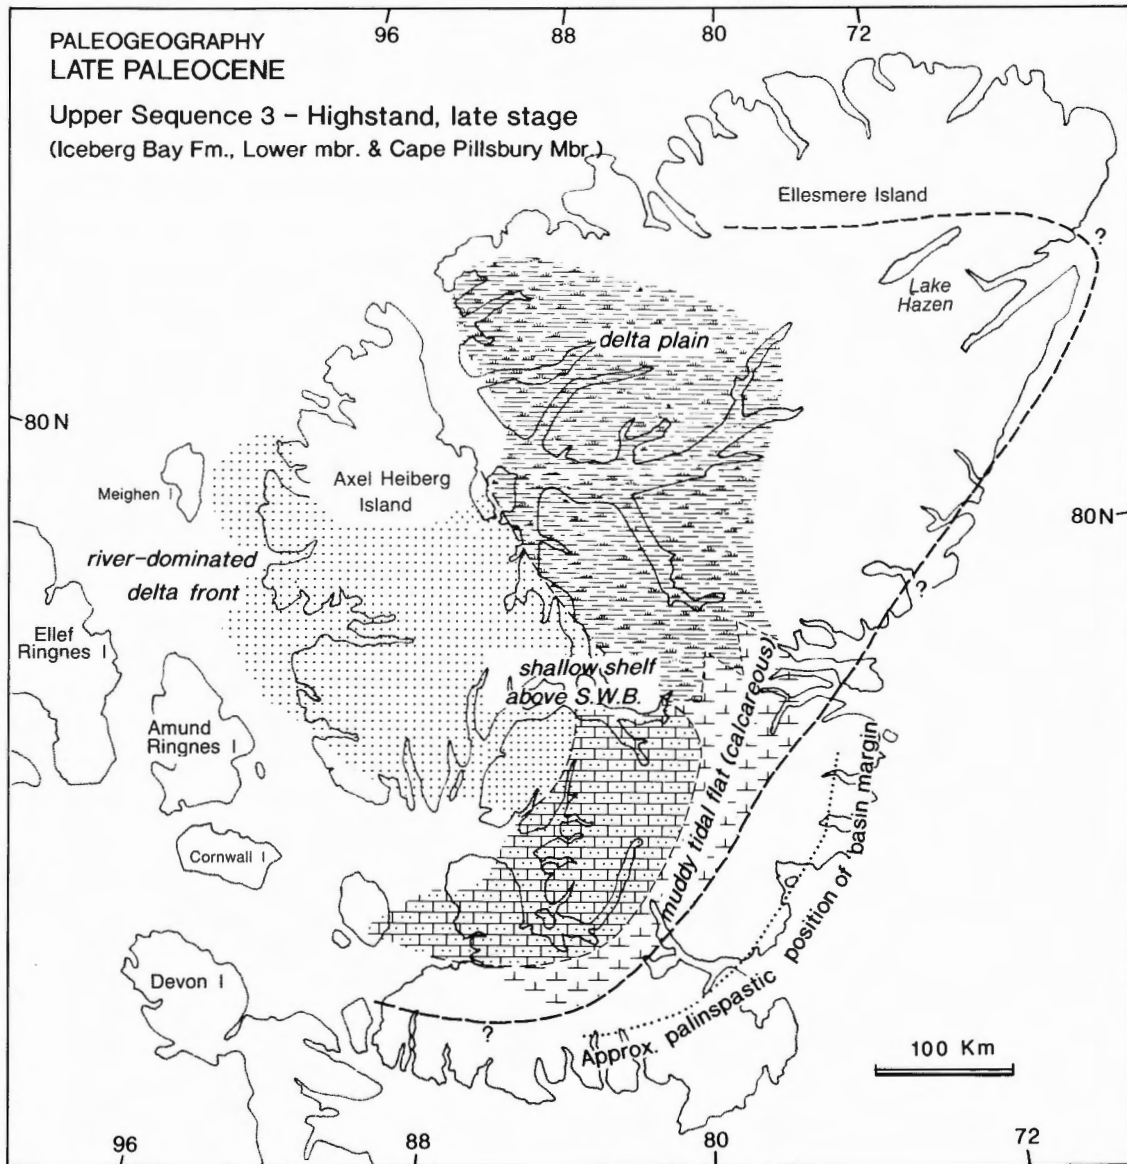 96 88 80 72
PALEOGEOGRAPHY
LATE PALEOCENE
Upper Sequence 3 – Highstand, late stage
(Iceberg Bay Fm., Lower mbr. & Cape Pillsbury Mbr.)
Ellesmere Island
?
Lake
Hazen
delta plain
80 N
Axel Heiberg
Island
Meighen I
80 N
river-dominated
delta front
?
Ellef
Ringnes I
shallow shelf
above S.W.B.
muddy tidal flat (calcareous)
Amund
Ringnes I
Approx. palinspastic position of basin margin
Cornwall I
Devon I
?
100 Km
96 88 80 72